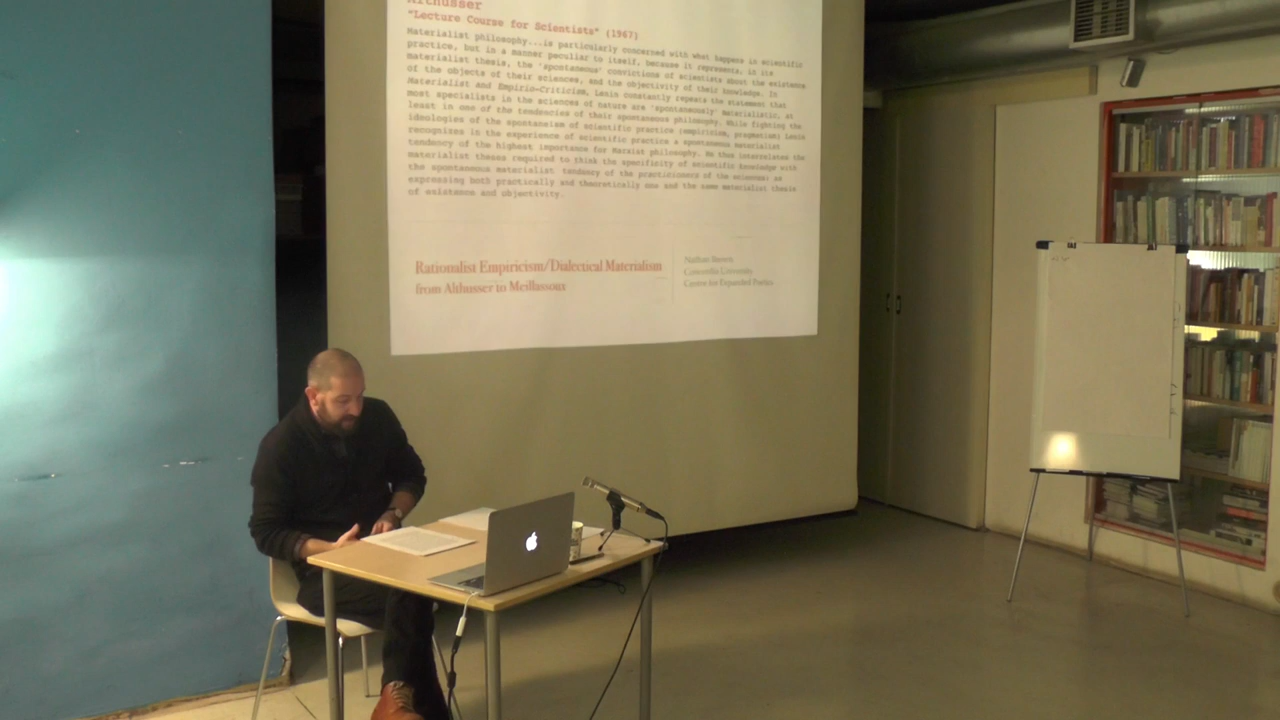 Althusser
"Lecture Course for Scientists" (1967)
Materialist philosophy...is particularly concerned with what happens in scientific
practice, but in a manner peculiar to itself, because it represents, in its
materialist thesis, the 'spontaneous' convictions of scientists about the existence
of the objects of their sciences, and the objectivity of their knowledge. In
Materialist and Empirio-Criticism, Lenin constantly repeats the statement that
most specialists in the sciences of nature are 'spontaneously' materialistic, at
least in one of the tendencies of their spontaneous philosophy. While fighting the
ideologies of the spontaneism of scientific practice (empiricism, pragmatism) Lenin
recognizes in the experience of scientific practice a spontaneous materialist
tendency of the highest importance for Marxist philosophy. He thus interrelates the
materialist theses required to think the specificity of scientific knowledge with
the spontaneous materialist tendency of the practicioners of the sciences: as
expressing both practically and theoretically one and the same materialist thesis
of existence and objectivity.
Rationalist Empiricism/Dialectical Materialism
from Althusser to Meillassoux
Nathan Brown,
Concordia University
Centre for Expanded Poetics